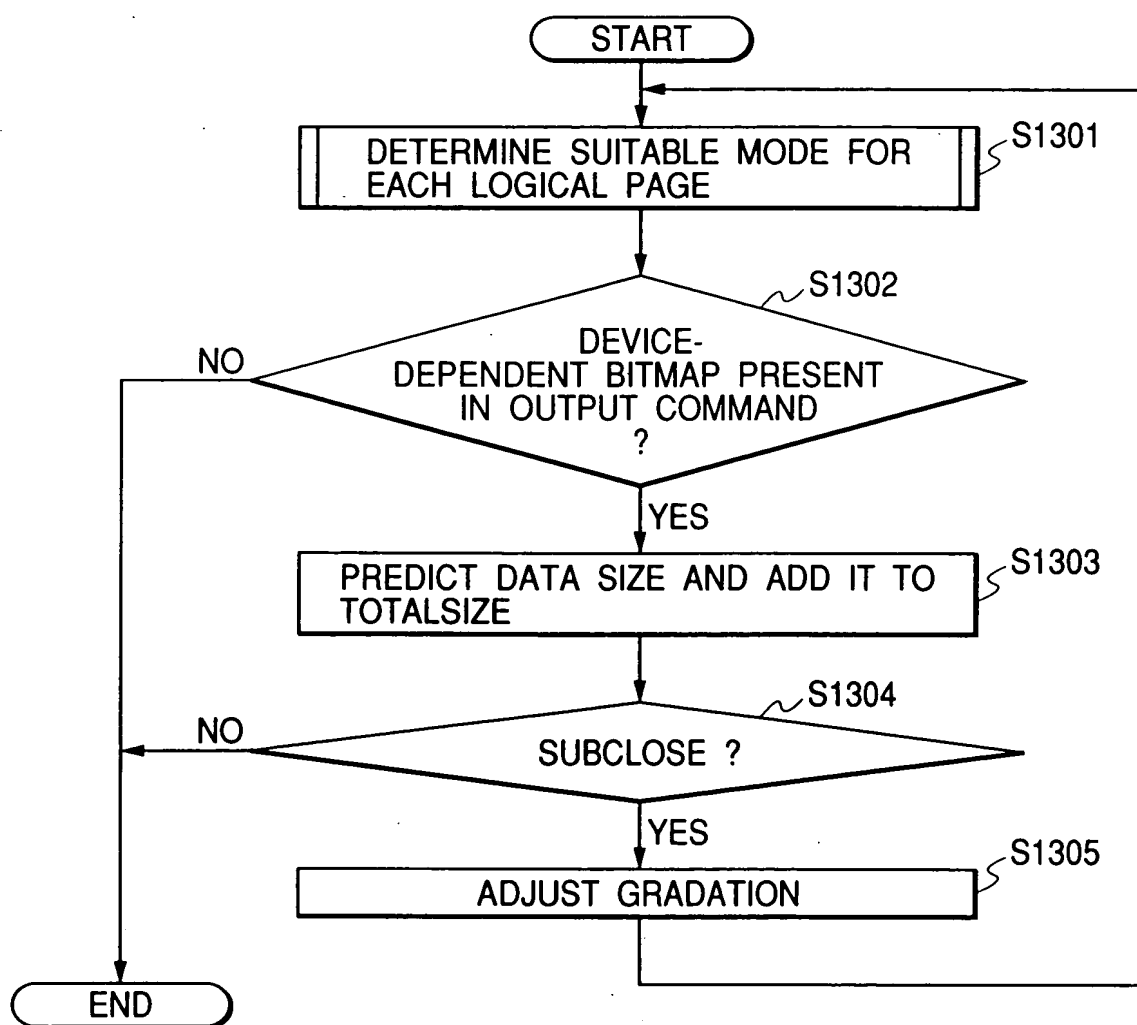 START
DETERMINE SUITABLE MODE FOR
EACH LOGICAL PAGE
S1301
S1302
DEVICE-
DEPENDENT BITMAP PRESENT
IN OUTPUT COMMAND
?
NO
YES
PREDICT DATA SIZE AND ADD IT TO
TOTALSIZE
S1303
S1304
SUBCLOSE ?
NO
YES
S1305
ADJUST GRADATION
END